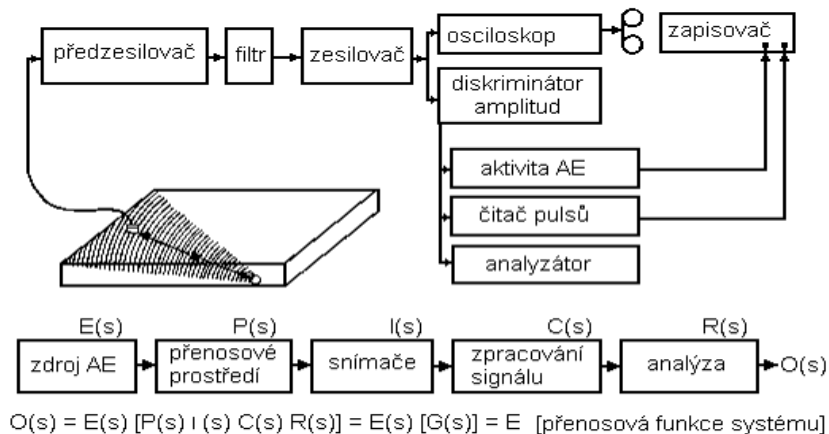 předzesilovač
filtr
zesilovač
osciloskop
zapisovač
diskriminátor
amplitud
aktivita AE
čitač pulsů
analyzátor
E(s) P(s) I(s) C(s) R(s)
zdroj AE
přenosové
prostředí
snímače
zpracování
signálu
analýza
O(s)
O(s) = E(s) [P(s) I (s) C(s) R(s)] = E(s) [G(s)] = E [přenosová funkce systému]